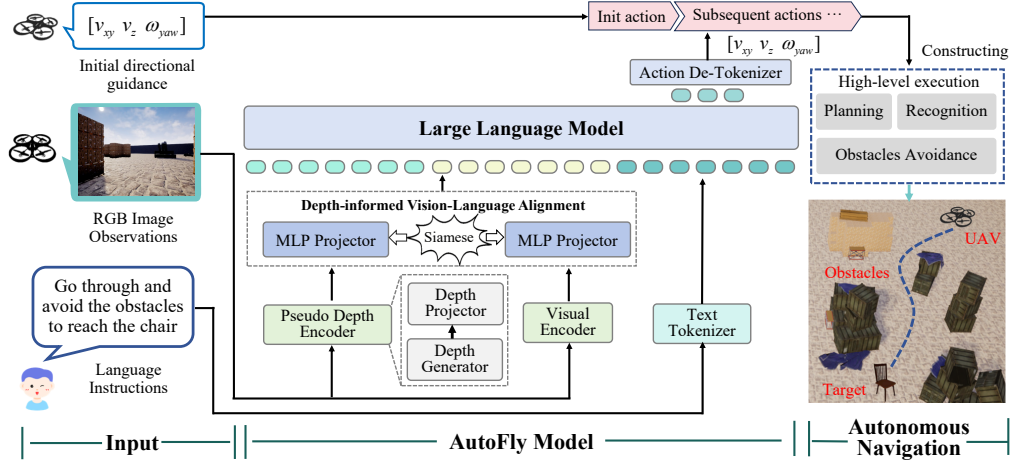 [v_xy v_z ω_yaw]
Initial directional
guidance
Init action
Subsequent actions ⋯
[v_xy v_z ω_yaw]
Constructing
Action De-Tokenizer
High-level execution
Planning
Recognition
Obstacles Avoidance
Large Language Model
RGB Image
Observations
Depth-informed Vision-Language Alignment
MLP Projector
Siamese
MLP Projector
Go through and
avoid the obstacles
to reach the chair
Language
Instructions
Pseudo Depth
Encoder
Depth
Projector
Depth
Generator
Visual
Encoder
Text
Tokenizer
UAV
Obstacles
Target
Input
AutoFly Model
Autonomous
Navigation